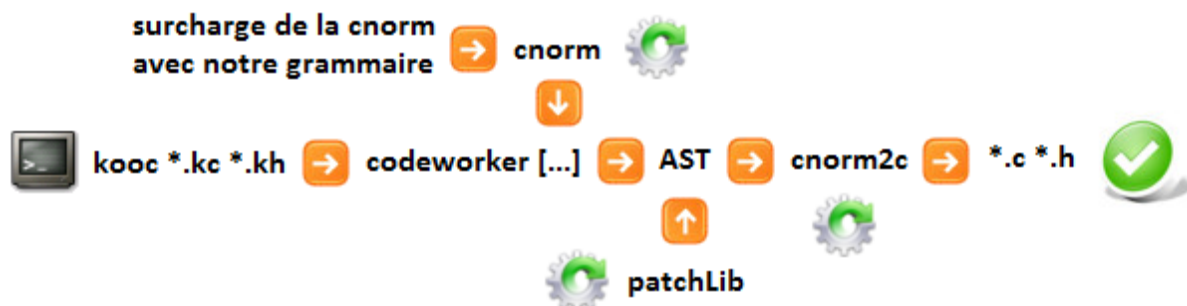 surcharge de la cnorm
avec notre grammaire
cnorm
>_
kooc *.kc *.kh
codeworker [...]
AST
cnorm2c
*.c *.h
patchLib